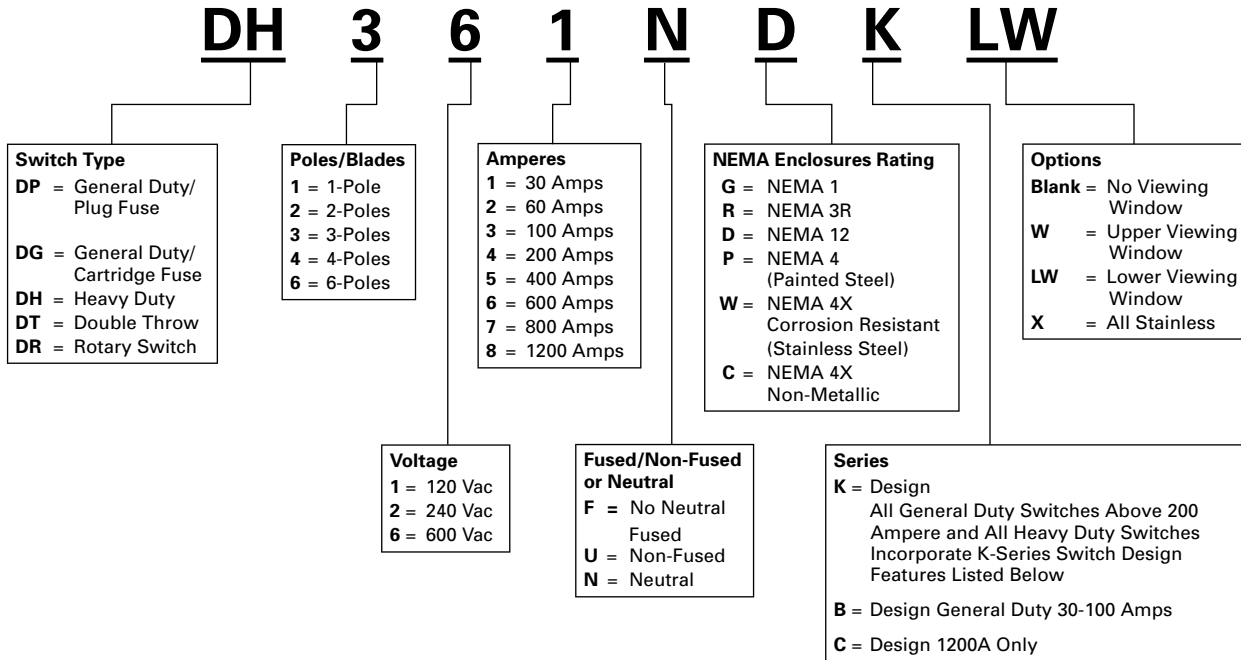 DH 3 6 1 N D K LW
Switch Type
DP = General Duty/
Plug Fuse
DG = General Duty/
Cartridge Fuse
DH = Heavy Duty
DT = Double Throw
DR = Rotary Switch
Poles/Blades
1 = 1-Pole
2 = 2-Poles
3 = 3-Poles
4 = 4-Poles
6 = 6-Poles
Amperes
1 = 30 Amps
2 = 60 Amps
3 = 100 Amps
4 = 200 Amps
5 = 400 Amps
6 = 600 Amps
7 = 800 Amps
8 = 1200 Amps
NEMA Enclosures Rating
G = NEMA 1
R = NEMA 3R
D = NEMA 12
P = NEMA 4
(Painted Steel)
W = NEMA 4X
Corrosion Resistant
(Stainless Steel)
C = NEMA 4X
Non-Metallic
Options
Blank = No Viewing
Window
W = Upper Viewing
Window
LW = Lower Viewing
Window
X = All Stainless
Voltage
1 = 120 Vac
2 = 240 Vac
6 = 600 Vac
Fused/Non-Fused
or Neutral
F = No Neutral
Fused
U = Non-Fused
N = Neutral
Series
K = Design
All General Duty Switches Above 200
Ampere and All Heavy Duty Switches
Incorporate K-Series Switch Design
Features Listed Below
B = Design General Duty 30-100 Amps
C = Design 1200A Only